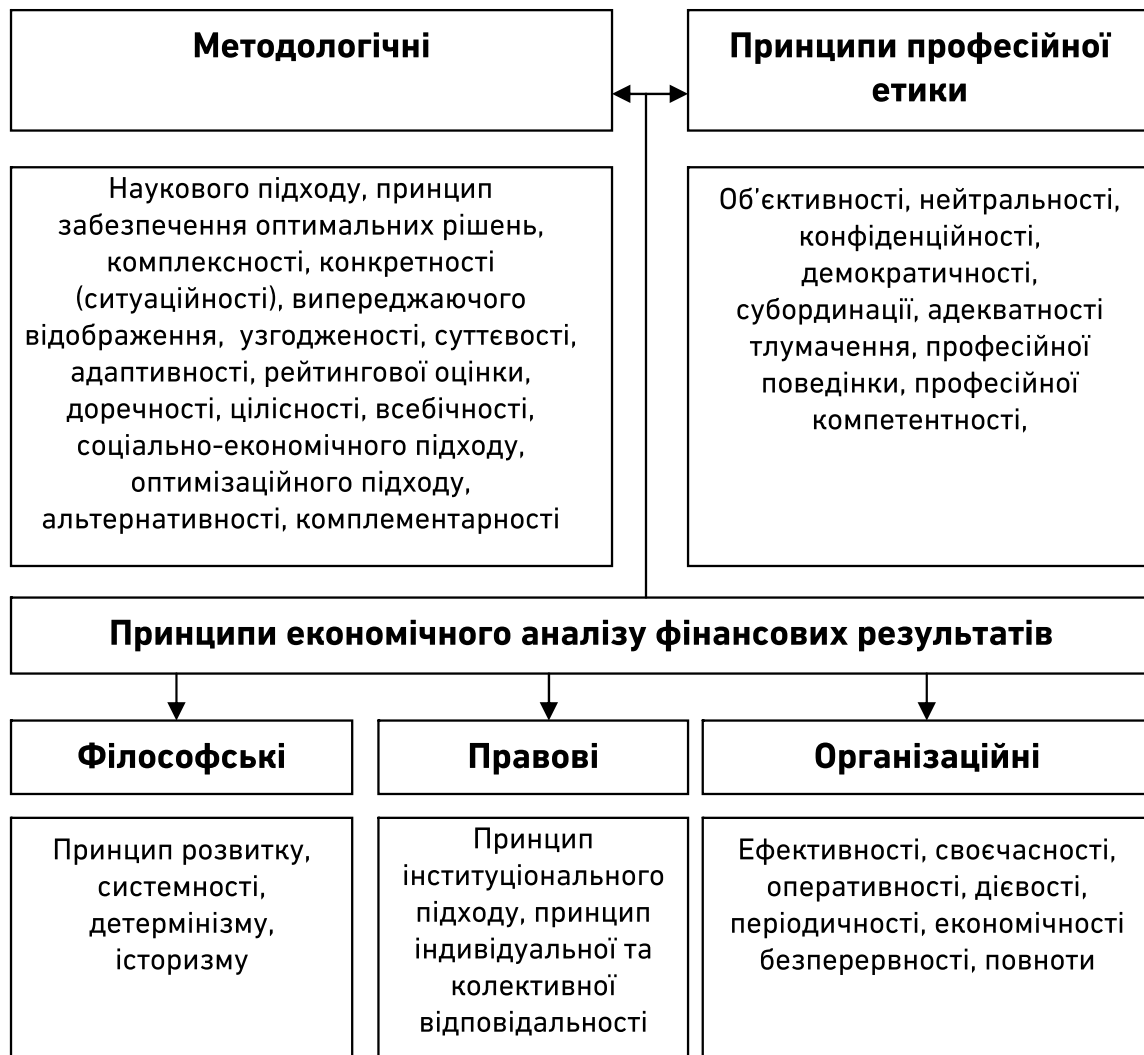 Методологічні
Принципи професійної
етики
Наукового підходу, принцип
забезпечення оптимальних рішень,
комплексності, конкретності
(ситуаційності), випереджаючого
відображення,  узгодженості, суттєвості,
адаптивності, рейтингової оцінки,
доречності, цілісності, всебічності,
соціально-економічного підходу,
оптимізаційного підходу,
альтернативності, комплементарності
Об’єктивності, нейтральності,
конфіденційності,
демократичності,
субординації, адекватності
тлумачення, професійної
поведінки, професійної
компетентності,
Принципи економічного аналізу фінансових результатів
Філософські
Правові
Організаційні
Принцип розвитку,
системності,
детермінізму,
історизму
Принцип
інституціонального
підходу, принцип
індивідуальної та
колективної
відповідальності
Ефективності, своєчасності,
оперативності, дієвості,
періодичності, економічності
безперервності, повноти